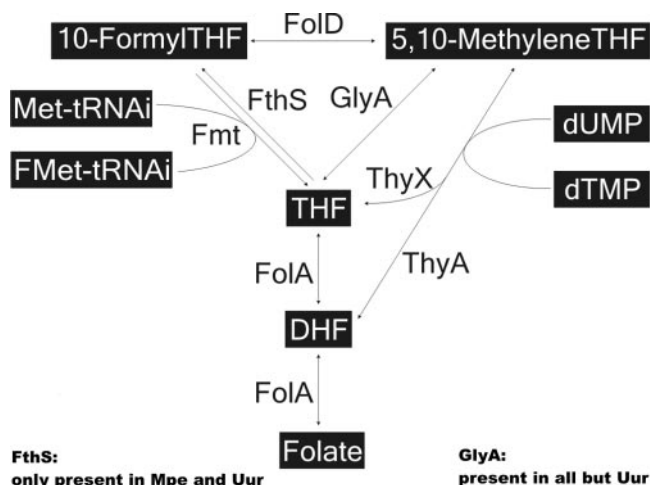 10-FormylTHF
FolD
5,10-MethyleneTHF
Met-tRNAi
FthS
GlyA
Fmt
dUMP
FMet-tRNAi
ThyX
dTMP
THF
FolA
ThyA
DHF
FolA
Folate
FthS:
only present in Mpe and Uur
GlyA:
present in all but Uur